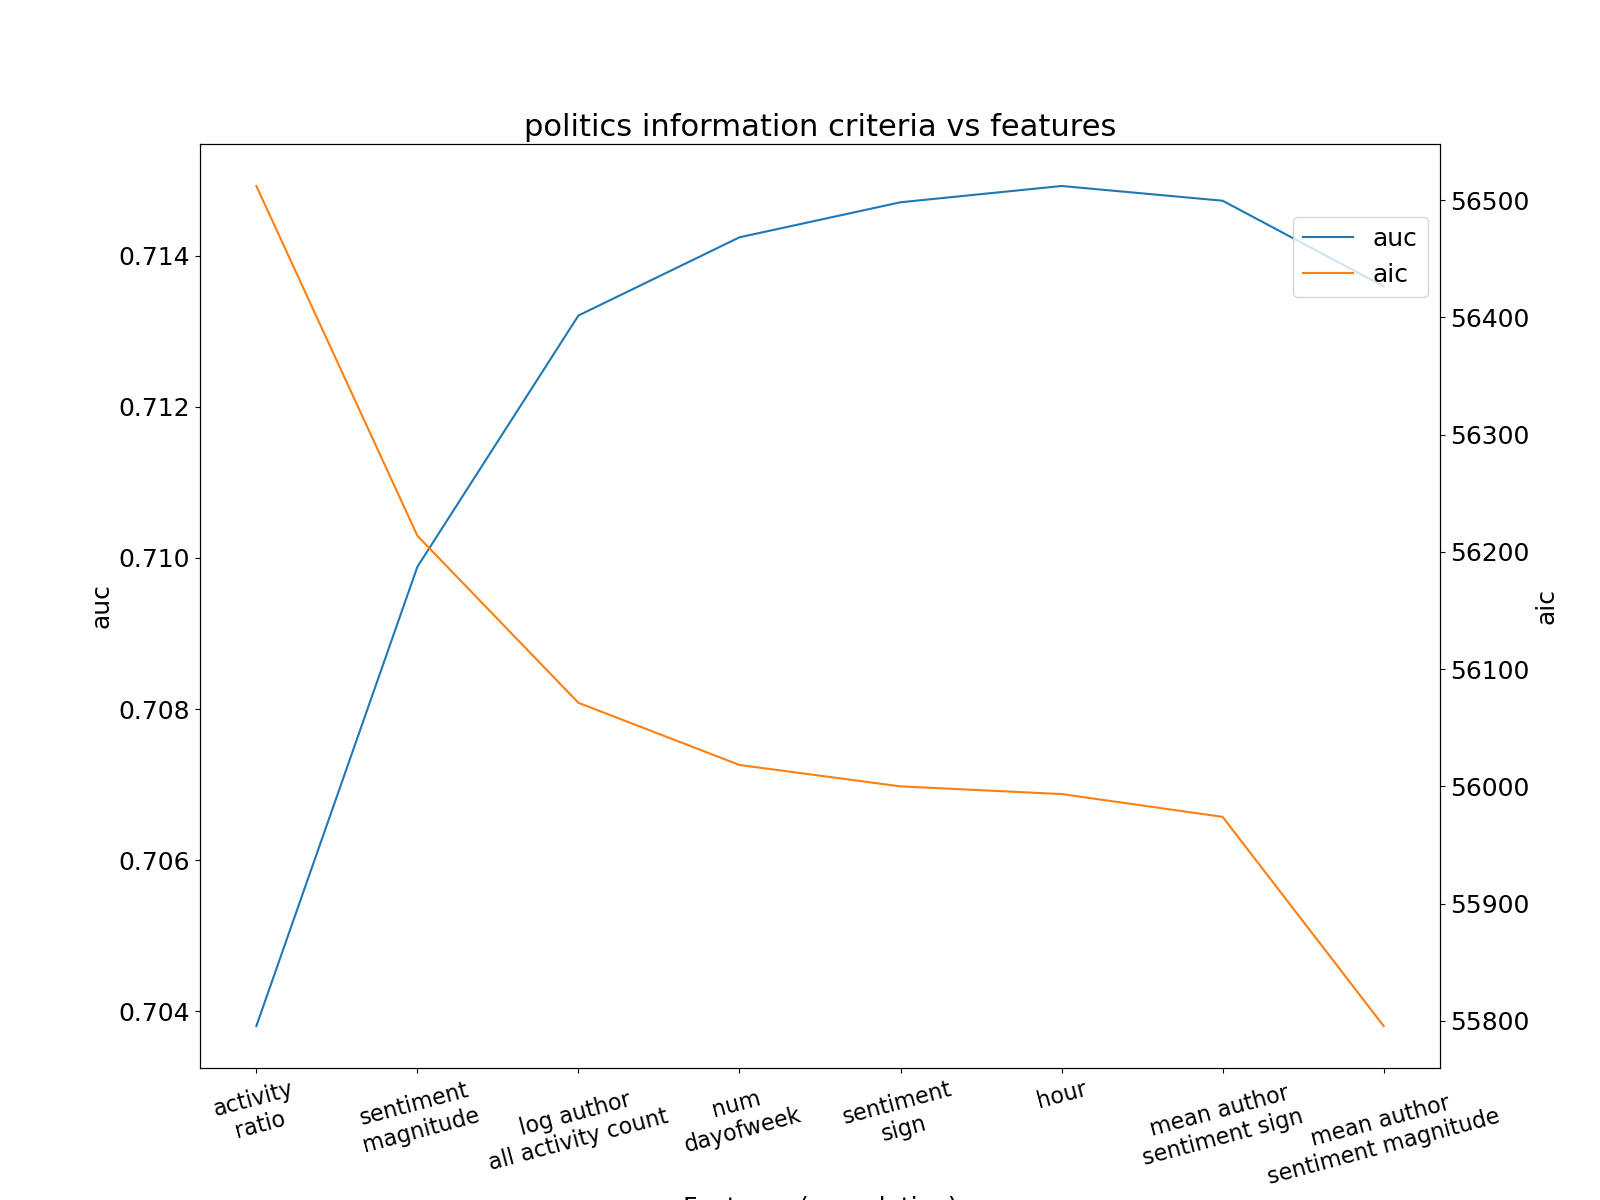 politics information criteria vs features
auc
aic
0.714
0.712
0.710
0.708
0.706
0.704
auc
56500
56400
56300
56200
56100
56000
55900
55800
aic
activity
ratio
sentiment
magnitude
log author
all activity count
num
dayofweek
sentiment
sign
hour
mean author
sentiment sign
mean author
sentiment magnitude